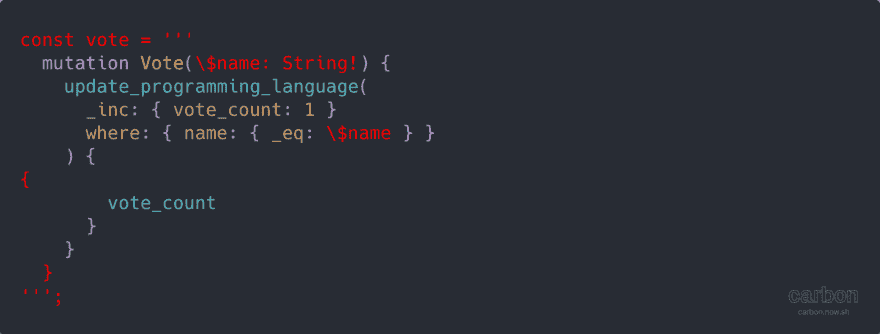 const vote = '''
  mutation Vote(\$name: String!) {
    update_programming_language(
      _inc: { vote_count: 1 }
      where: { name: { _eq: \$name } }
    ) {
{
        vote_count
      }
    }
  }
''';
carbon
carbon.now.sh